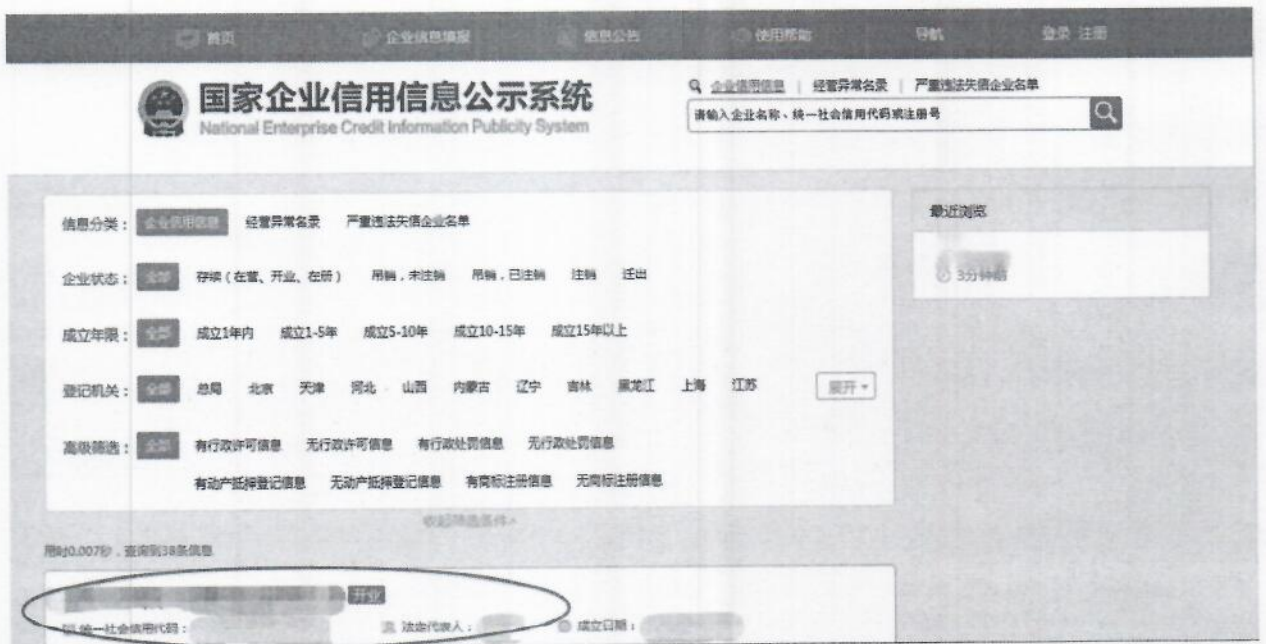 首页 企业信息填报 信息公告 使用帮助 导航 登录 注册
国家企业信用信息公示系统
National Enterprise Credit Information Publicity System
企业信用信息 | 经营异常名录 | 严重违法失信企业名单
请输入企业名称、统一社会信用代码或注册号
信息分类： 企业信用信息 经营异常名录 严重违法失信企业名单
企业状态： 全部 存续（在营、开业、在册） 吊销，未注销 吊销，已注销 注销 迁出
成立年限： 全部 成立1年内 成立1-5年 成立5-10年 成立10-15年 成立15年以上
登记机关： 全部 总局 北京 天津 河北 山西 内蒙古 辽宁 吉林 黑龙江 上海 江苏 展开
高级筛选： 全部 有行政许可信息 无行政许可信息 有行政处罚信息 无行政处罚信息
有动产抵押登记信息 无动产抵押登记信息 有商标注册信息 无商标注册信息
收起筛选条件
最近浏览
3分钟前
用时0.007秒，查询到38条信息
开业
统一社会信用代码： 法定代表人： 成立日期：